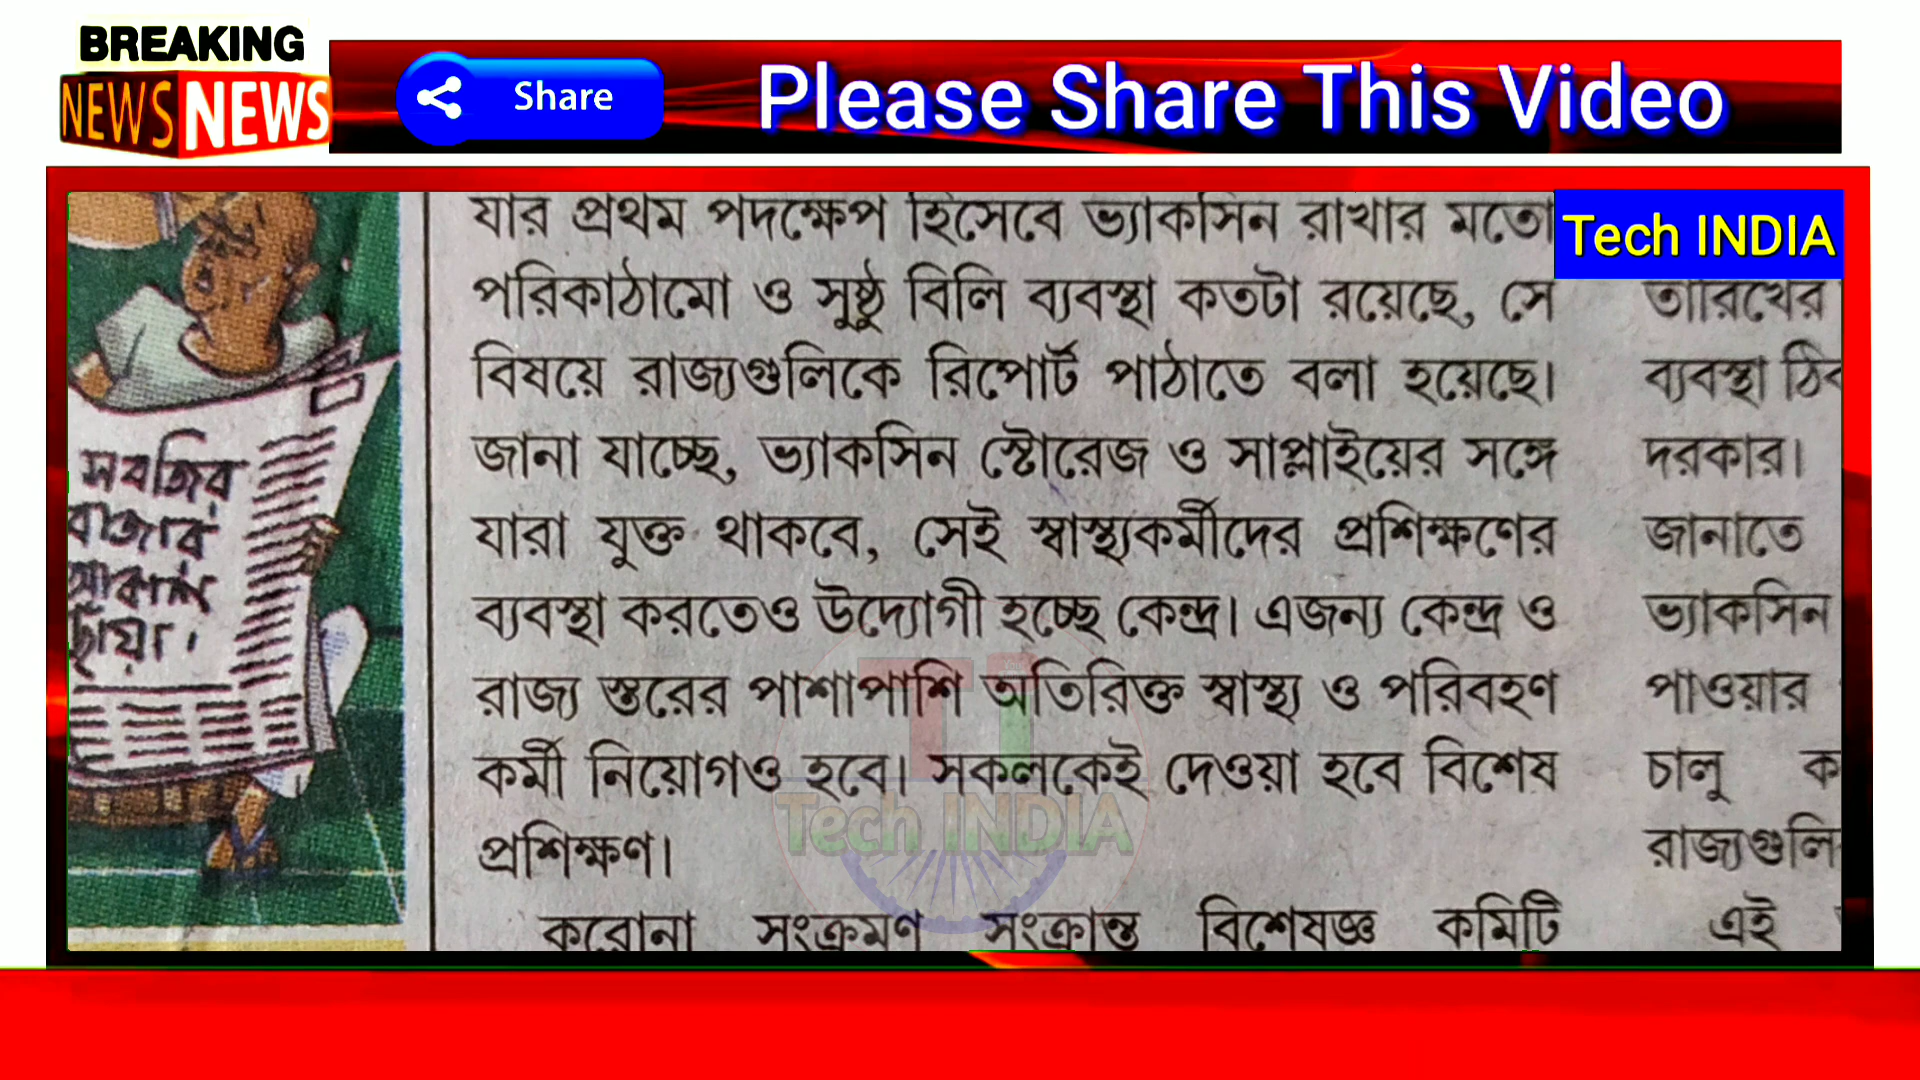 BREAKING
NEWS NEWS
Share
Please Share This Video
Tech INDIA
সবজির
বাজার
আকাশ
ছোঁয়া।
যার প্রথম পদক্ষেপ হিসেবে ভ্যাকসিন রাখার মতো
পরিকাঠামো ও সুষ্ঠু বিলি ব্যবস্থা কতটা রয়েছে, সে
বিষয়ে রাজ্যগুলিকে রিপোর্ট পাঠাতে বলা হয়েছে।
জানা যাচ্ছে, ভ্যাকসিন স্টোরেজ ও সাপ্লাইয়ের সঙ্গে
যারা যুক্ত থাকবে, সেই স্বাস্থ্যকর্মীদের প্রশিক্ষণের
ব্যবস্থা করতেও উদ্যোগী হচ্ছে কেন্দ্র। এজন্য কেন্দ্র ও
রাজ্য স্তরের পাশাপাশি অতিরিক্ত স্বাস্থ্য ও পরিবহণ
কর্মী নিয়োগও হবে। সকলকেই দেওয়া হবে বিশেষ
প্রশিক্ষণ।
করোনা সংক্রমণ সংক্রান্ত বিশেষজ্ঞ কমিটি
তারিখের
ব্যবস্থা
দরকার।
জানাতে
ভ্যাকসিন
পাওয়ার
চালু
রাজ্যগুলি
এই
Tech INDIA